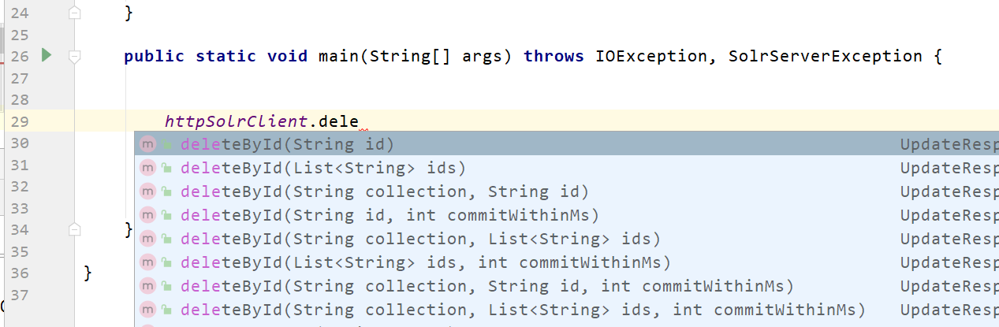 24 }
25
26 public static void main(String[] args) throws IOException, SolrServerException {
27
28
29 httpSolrClient.dele
30 m deleteById(String id) UpdateResp
31 m deleteById(List<String> ids) UpdateResp
32 m deleteById(String collection, String id) UpdateResp
33 m deleteById(String id, int commitWithinMs) UpdateResp
34 } m deleteById(String collection, List<String> ids) UpdateResp
35 m deleteById(List<String> ids, int commitWithinMs) UpdateResp
36 } m deleteById(String collection, String id, int commitWithinMs) UpdateResp
37 m deleteById(String collection, List<String> ids, int commitWithinMs) UpdateResp